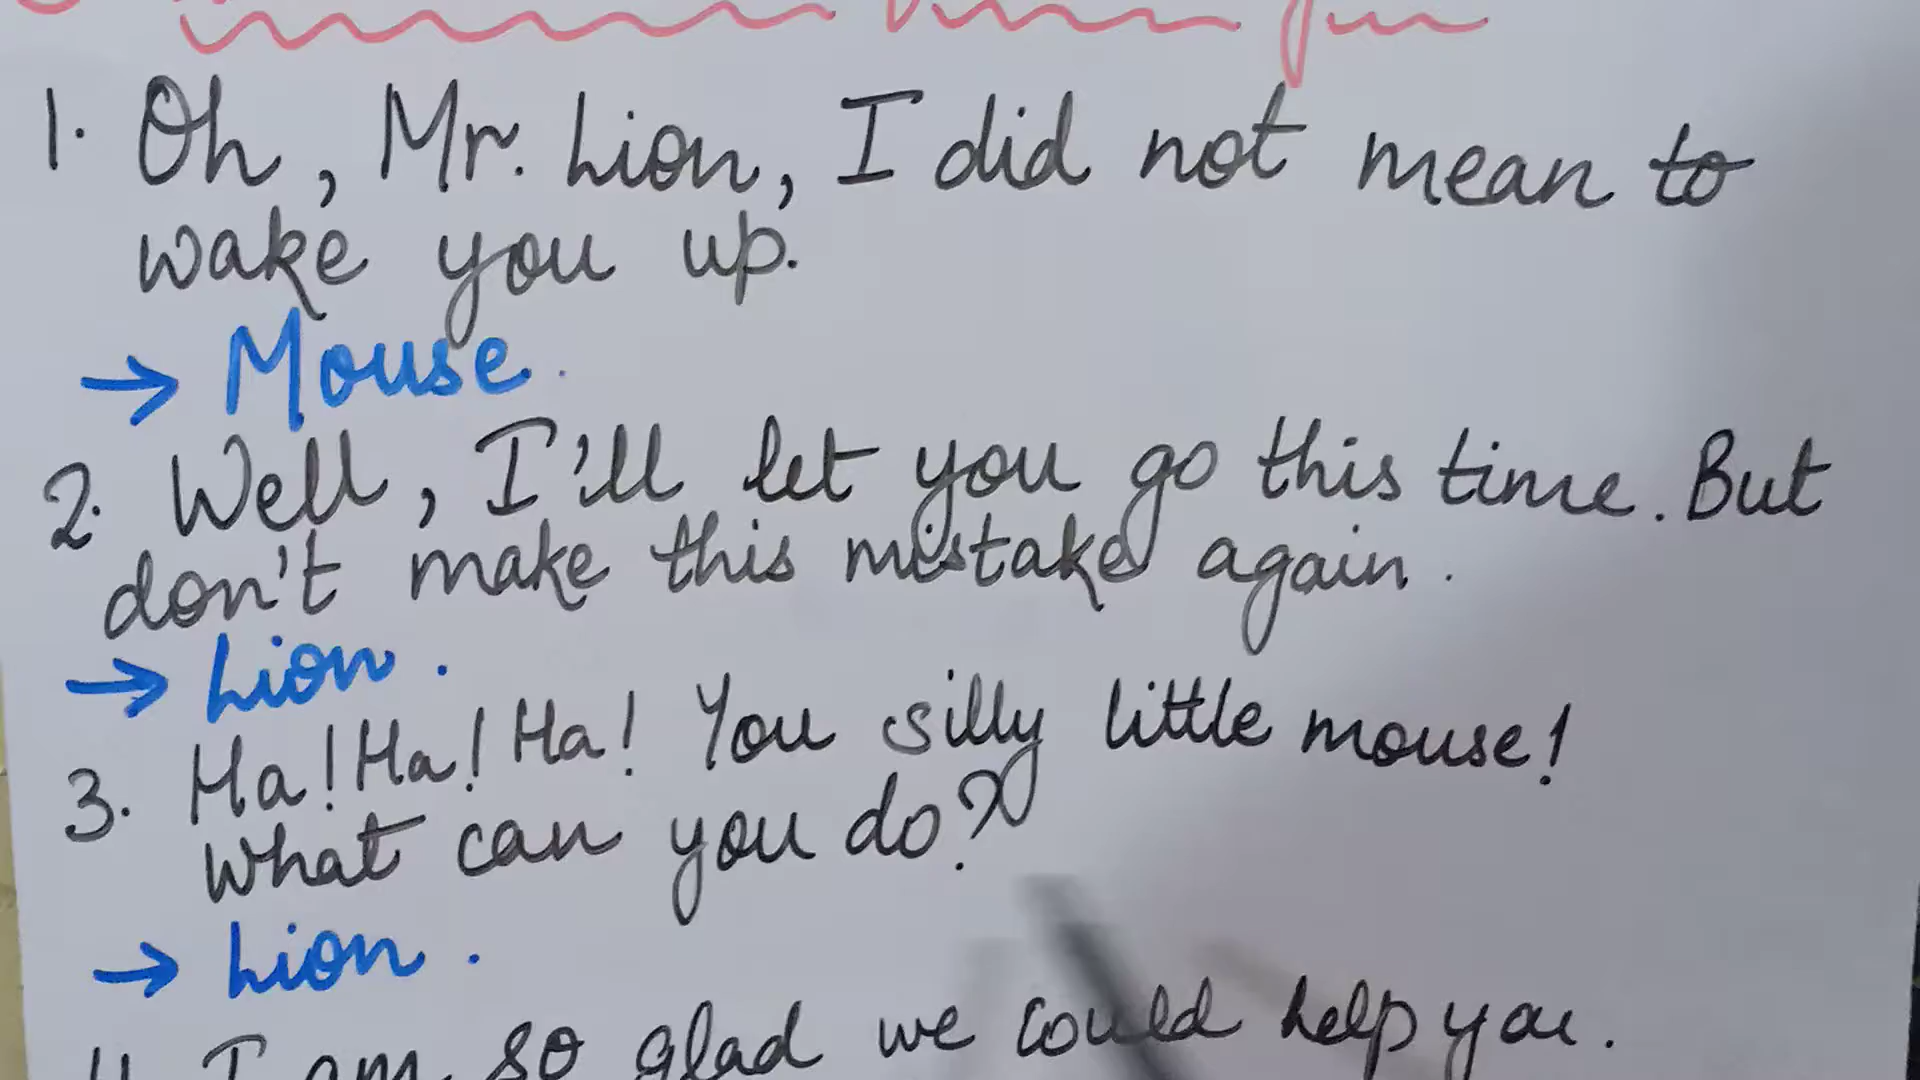 1. Oh, Mr. Lion, I did not mean to
wake you up.
→ Mouse.
2. Well, I'll let you go this time. But
don't make this mistake again.
→ Lion.
3. Ha! Ha! Ha! You silly little mouse!
What can you do?
→ Lion.
4. I am so glad we could help you.